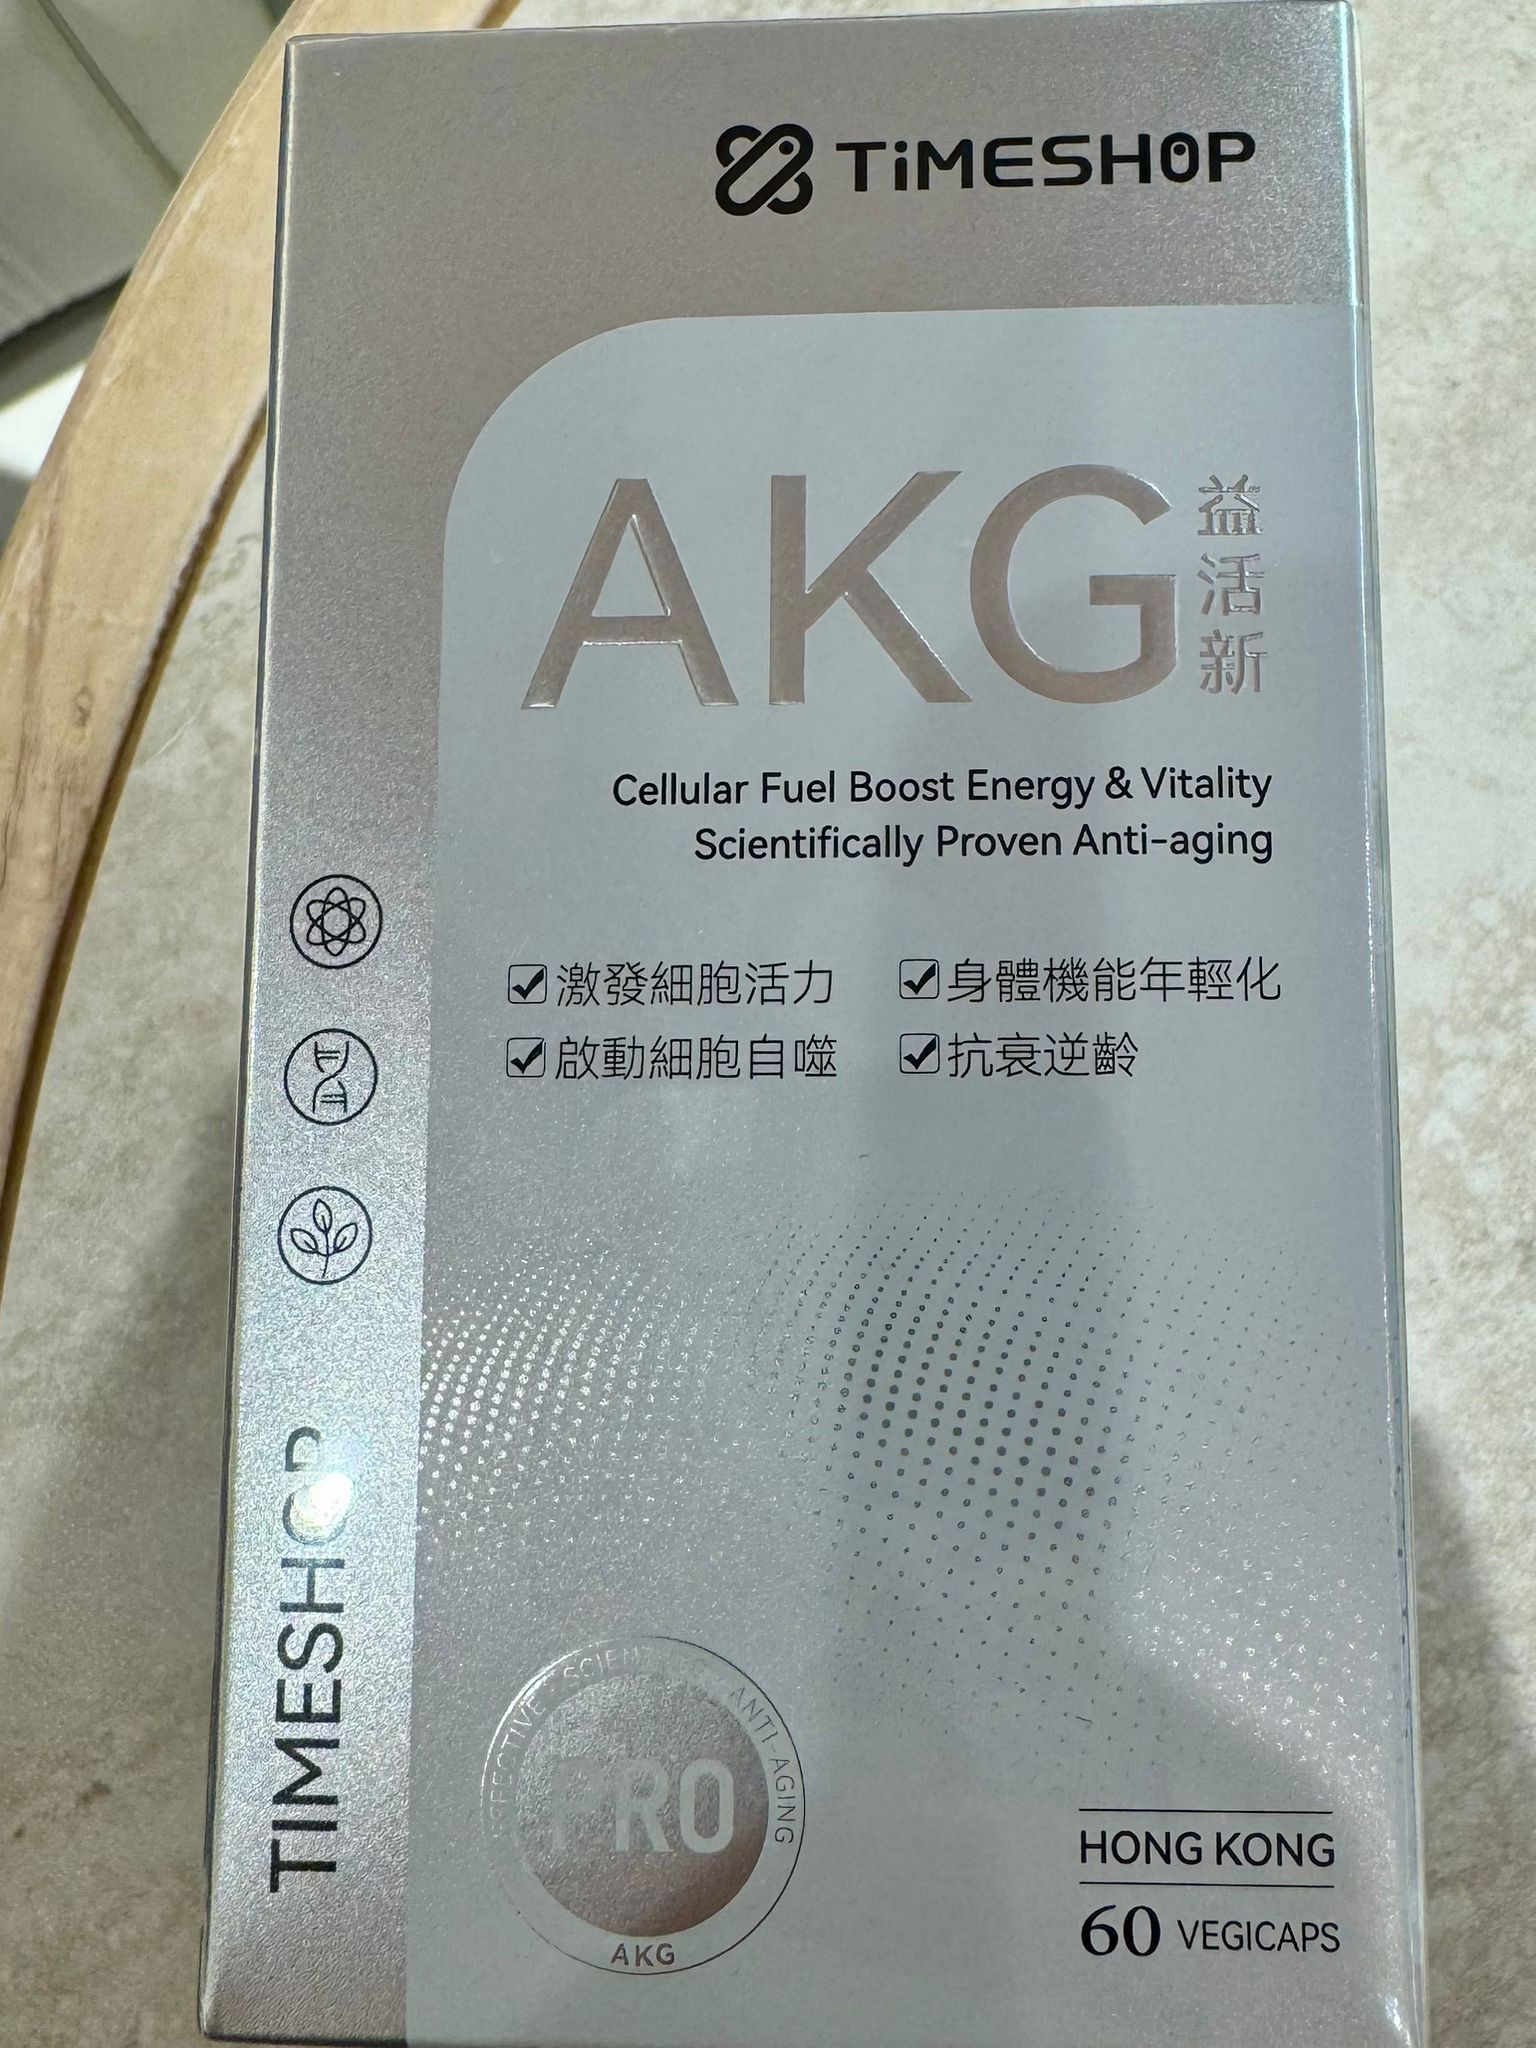 TiMESHOP
AKG
益活新
Cellular Fuel Boost Energy & Vitality
Scientifically Proven Anti-aging
激發細胞活力
身體機能年輕化
啟動細胞自噬
抗衰逆齡
TIMESHOP
EFFECTIVE
ANTI-AGING
PRO
AKG
HONG KONG
60 VEGICAPS